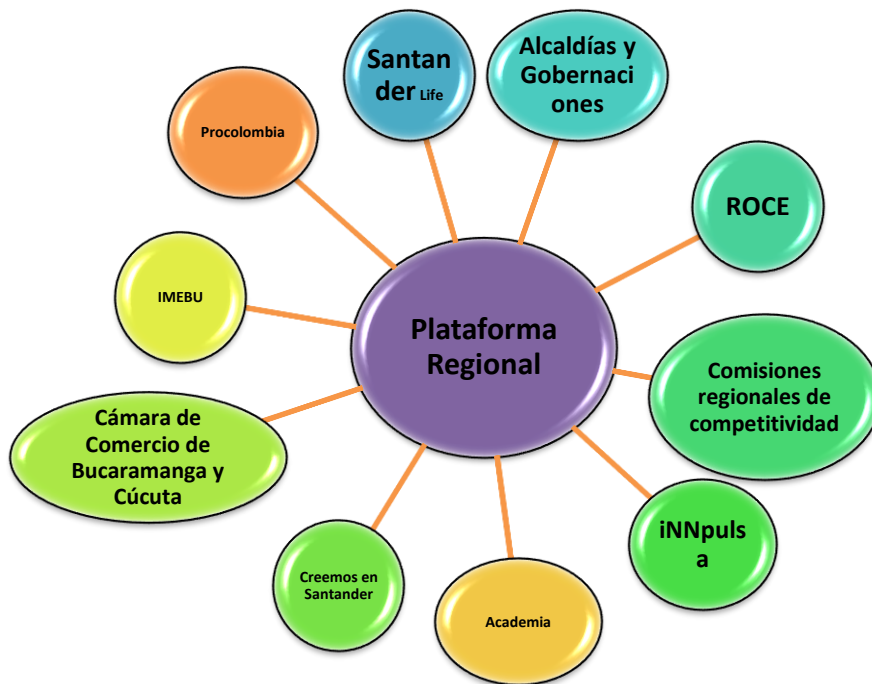 Santan
der Life
Alcaldías y
Gobernaci
ones
Procolombia
ROCE
IMEBU
Plataforma
Regional
Comisiones
regionales de
competitividad
Cámara de
Comercio de
Bucaramanga y
Cúcuta
iNNpuls
a
Creemos en
Santander
Academia